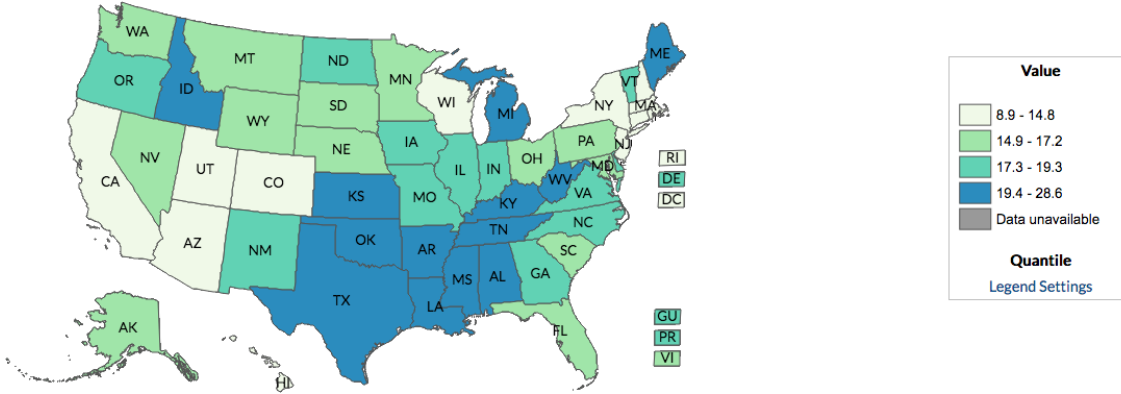 WA
MT
ND
MN
OR
ID
SD
WY
WI
MI
ME
VT
NY
MA
NV
UT
CO
NE
IA
IL
IN
OH
PA
NJ
MD
CA
AZ
NM
KS
MO
KY
WV
VA
NC
TN
OK
AR
SC
TX
LA
MS
AL
GA
FL
AK
HI
RI
DE
DC
GU
PR
VI
Value
8.9 - 14.8
14.9 - 17.2
17.3 - 19.3
19.4 - 28.6
Data unavailable
Quantile
Legend Settings